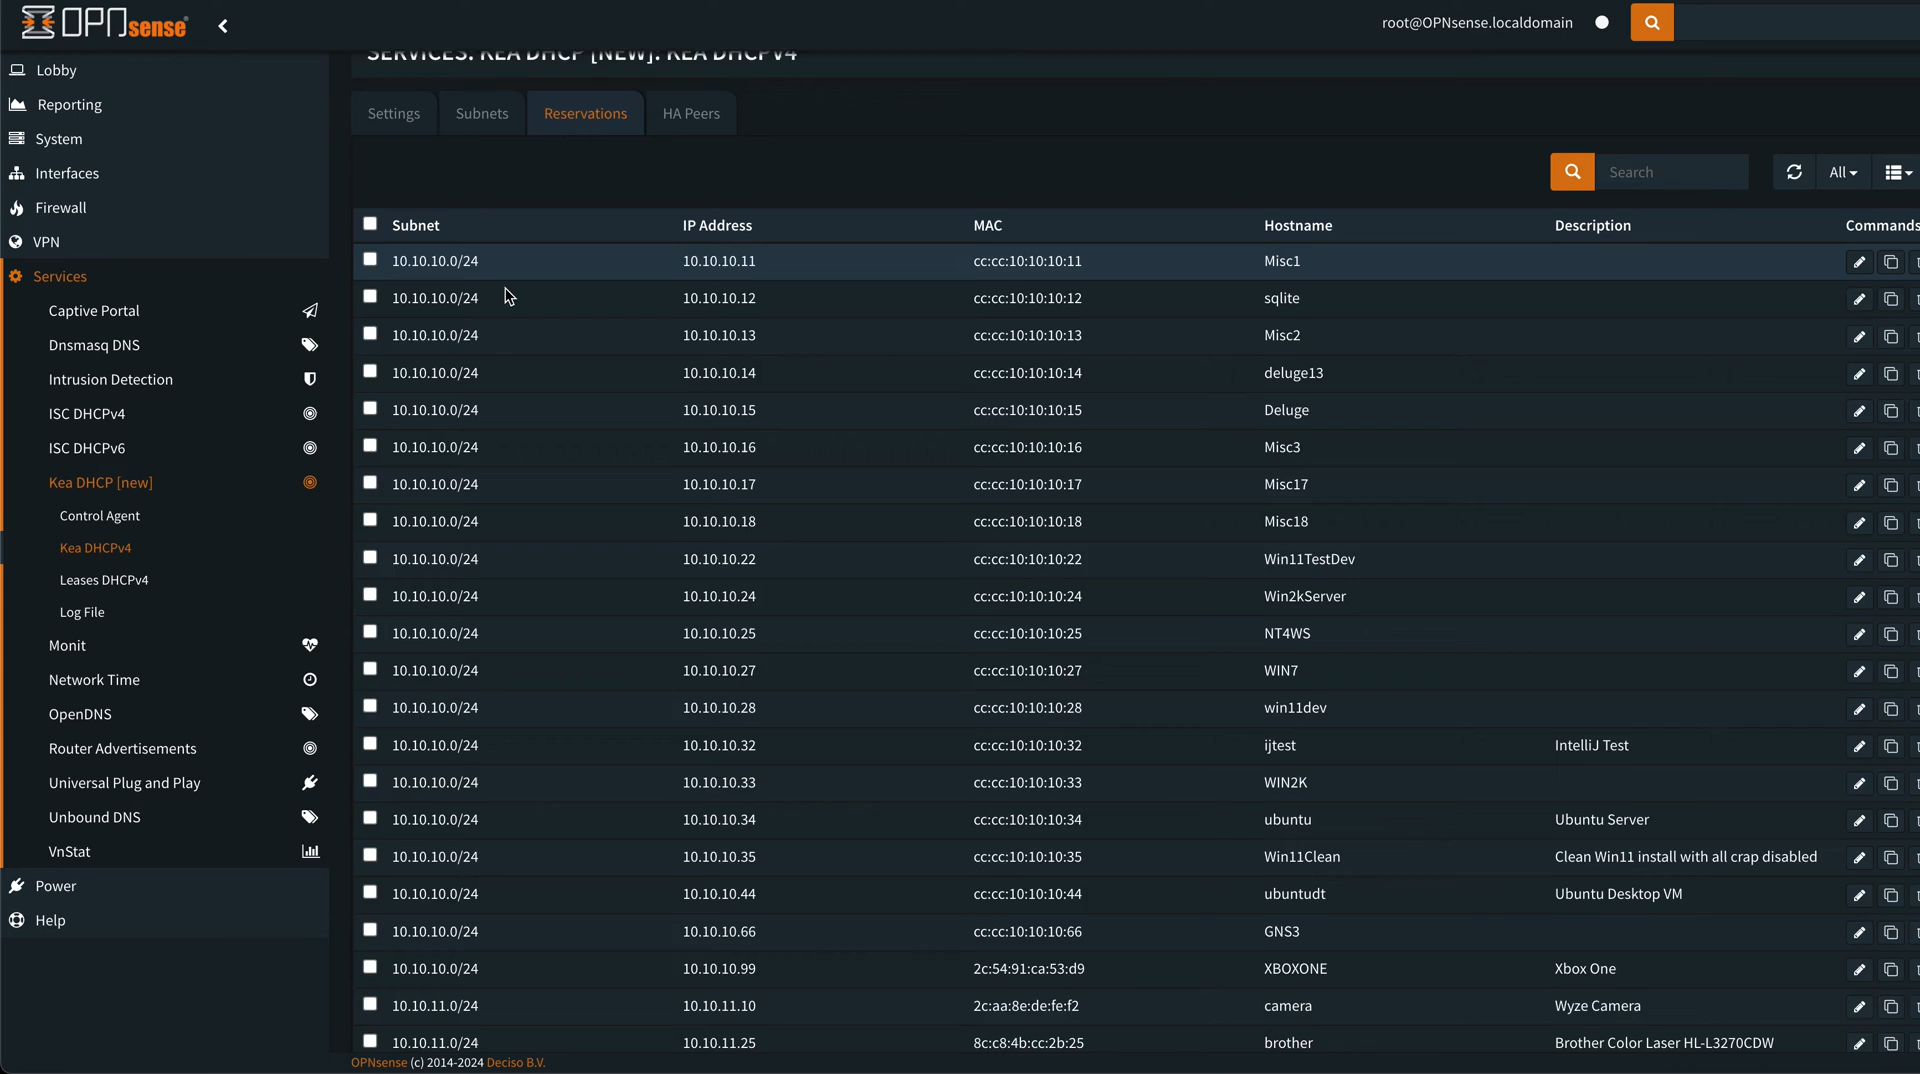 OPNsense
root@OPNsense.localdomain
Lobby
Reporting
System
Interfaces
Firewall
VPN
Services
Captive Portal
Dnsmasq DNS
Intrusion Detection
ISC DHCPv4
ISC DHCPv6
Kea DHCP [new]
Control Agent
Kea DHCPv4
Leases DHCPv4
Log File
Monit
Network Time
OpenDNS
Router Advertisements
Universal Plug and Play
Unbound DNS
VnStat
Power
Help
SERVICES: KEA DHCP [NEW]: KEA DHCPV4
Settings Subnets Reservations HA Peers
Search All
Subnet IP Address MAC Hostname Description Commands
10.10.10.0/24 10.10.10.11 cc:cc:10:10:10:11 Misc1
10.10.10.0/24 10.10.10.12 cc:cc:10:10:10:12 sqlite
10.10.10.0/24 10.10.10.13 cc:cc:10:10:10:13 Misc2
10.10.10.0/24 10.10.10.14 cc:cc:10:10:10:14 deluge13
10.10.10.0/24 10.10.10.15 cc:cc:10:10:10:15 Deluge
10.10.10.0/24 10.10.10.16 cc:cc:10:10:10:16 Misc3
10.10.10.0/24 10.10.10.17 cc:cc:10:10:10:17 Misc17
10.10.10.0/24 10.10.10.18 cc:cc:10:10:10:18 Misc18
10.10.10.0/24 10.10.10.22 cc:cc:10:10:10:22 Win11TestDev
10.10.10.0/24 10.10.10.24 cc:cc:10:10:10:24 Win2kServer
10.10.10.0/24 10.10.10.25 cc:cc:10:10:10:25 NT4WS
10.10.10.0/24 10.10.10.27 cc:cc:10:10:10:27 WIN7
10.10.10.0/24 10.10.10.28 cc:cc:10:10:10:28 win11dev
10.10.10.0/24 10.10.10.32 cc:cc:10:10:10:32 ijtest IntelliJ Test
10.10.10.0/24 10.10.10.33 cc:cc:10:10:10:33 WIN2K
10.10.10.0/24 10.10.10.34 cc:cc:10:10:10:34 ubuntu Ubuntu Server
10.10.10.0/24 10.10.10.35 cc:cc:10:10:10:35 Win11Clean Clean Win11 install with all crap disabled
10.10.10.0/24 10.10.10.44 cc:cc:10:10:10:44 ubuntudt Ubuntu Desktop VM
10.10.10.0/24 10.10.10.66 cc:cc:10:10:10:66 GNS3
10.10.10.0/24 10.10.10.99 2c:54:91:ca:53:d9 XBOXONE Xbox One
10.10.11.0/24 10.10.11.10 2c:aa:8e:de:fe:f2 camera Wyze Camera
10.10.11.0/24 10.10.11.25 8c:c8:4b:cc:2b:25 brother Brother Color Laser HL-L3270CDW
OPNsense (c) 2014-2024 Deciso B.V.